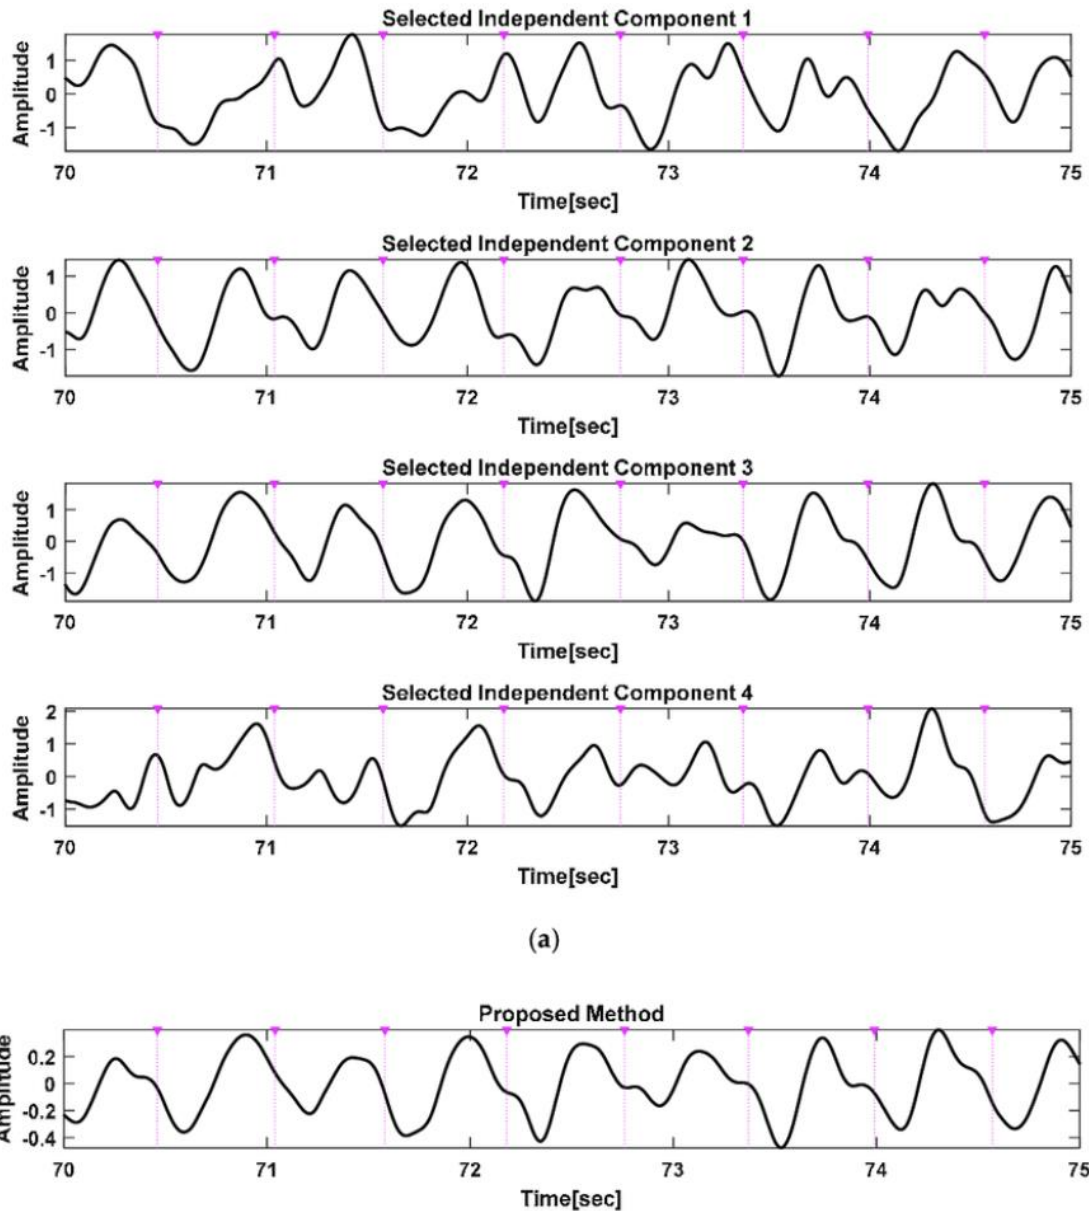 Selected Independent Component 1
Amplitude
1
0
-1
70 71 72 73 74 75
Time[sec]
Selected Independent Component 2
Amplitude
1
0
-1
70 71 72 73 74 75
Time[sec]
Selected Independent Component 3
Amplitude
1
0
-1
70 71 72 73 74 75
Time[sec]
Selected Independent Component 4
Amplitude
2
1
0
-1
70 71 72 73 74 75
Time[sec]
(a)
Proposed Method
Amplitude
0.2
0
-0.2
-0.4
70 71 72 73 74 75
Time[sec]